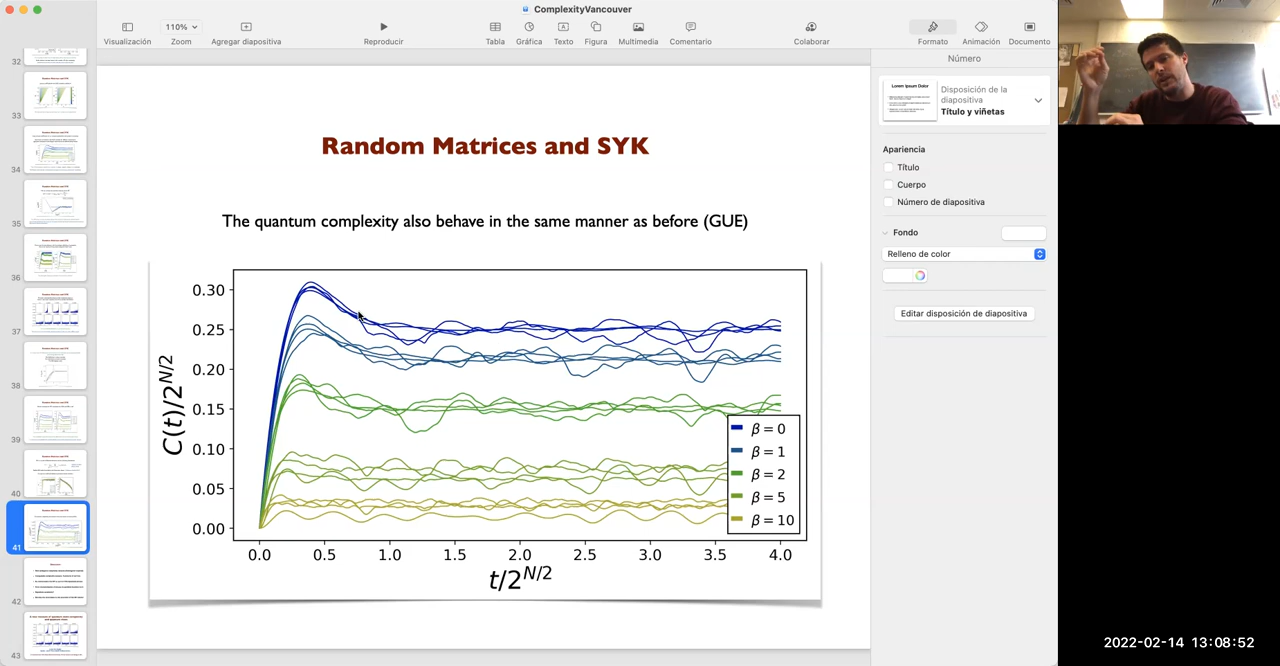 ComplexityVancouver
110%
Visualización
Zoom
Agregar diapositiva
Reproducir
Tabla
Gráfica
Texto
Figura
Multimedia
Comentario
Colaborar
Formato
Animación
Documento
Número
Lorem Ipsum Dolor
Disposición de la
diapositiva
Título y viñetas
Apariencia
Título
Cuerpo
Número de diapositiva
Fondo
Relleno de color
Editar disposición de diapositiva
32
33
34
35
36
37
38
39
40
41
42
43
Random Matrices and SYK
The quantum complexity also behave in the same manner as before (GUE)
C(t)/2^{N/2}
0.30
0.25
0.20
0.15
0.10
0.05
0.00
0.0 0.5 1.0 1.5 2.0 2.5 3.0 3.5 4.0
t/2^{N/2}
β = 0
β = 1
β = 2
β = 5
β = 10
2022-02-14 13:08:52